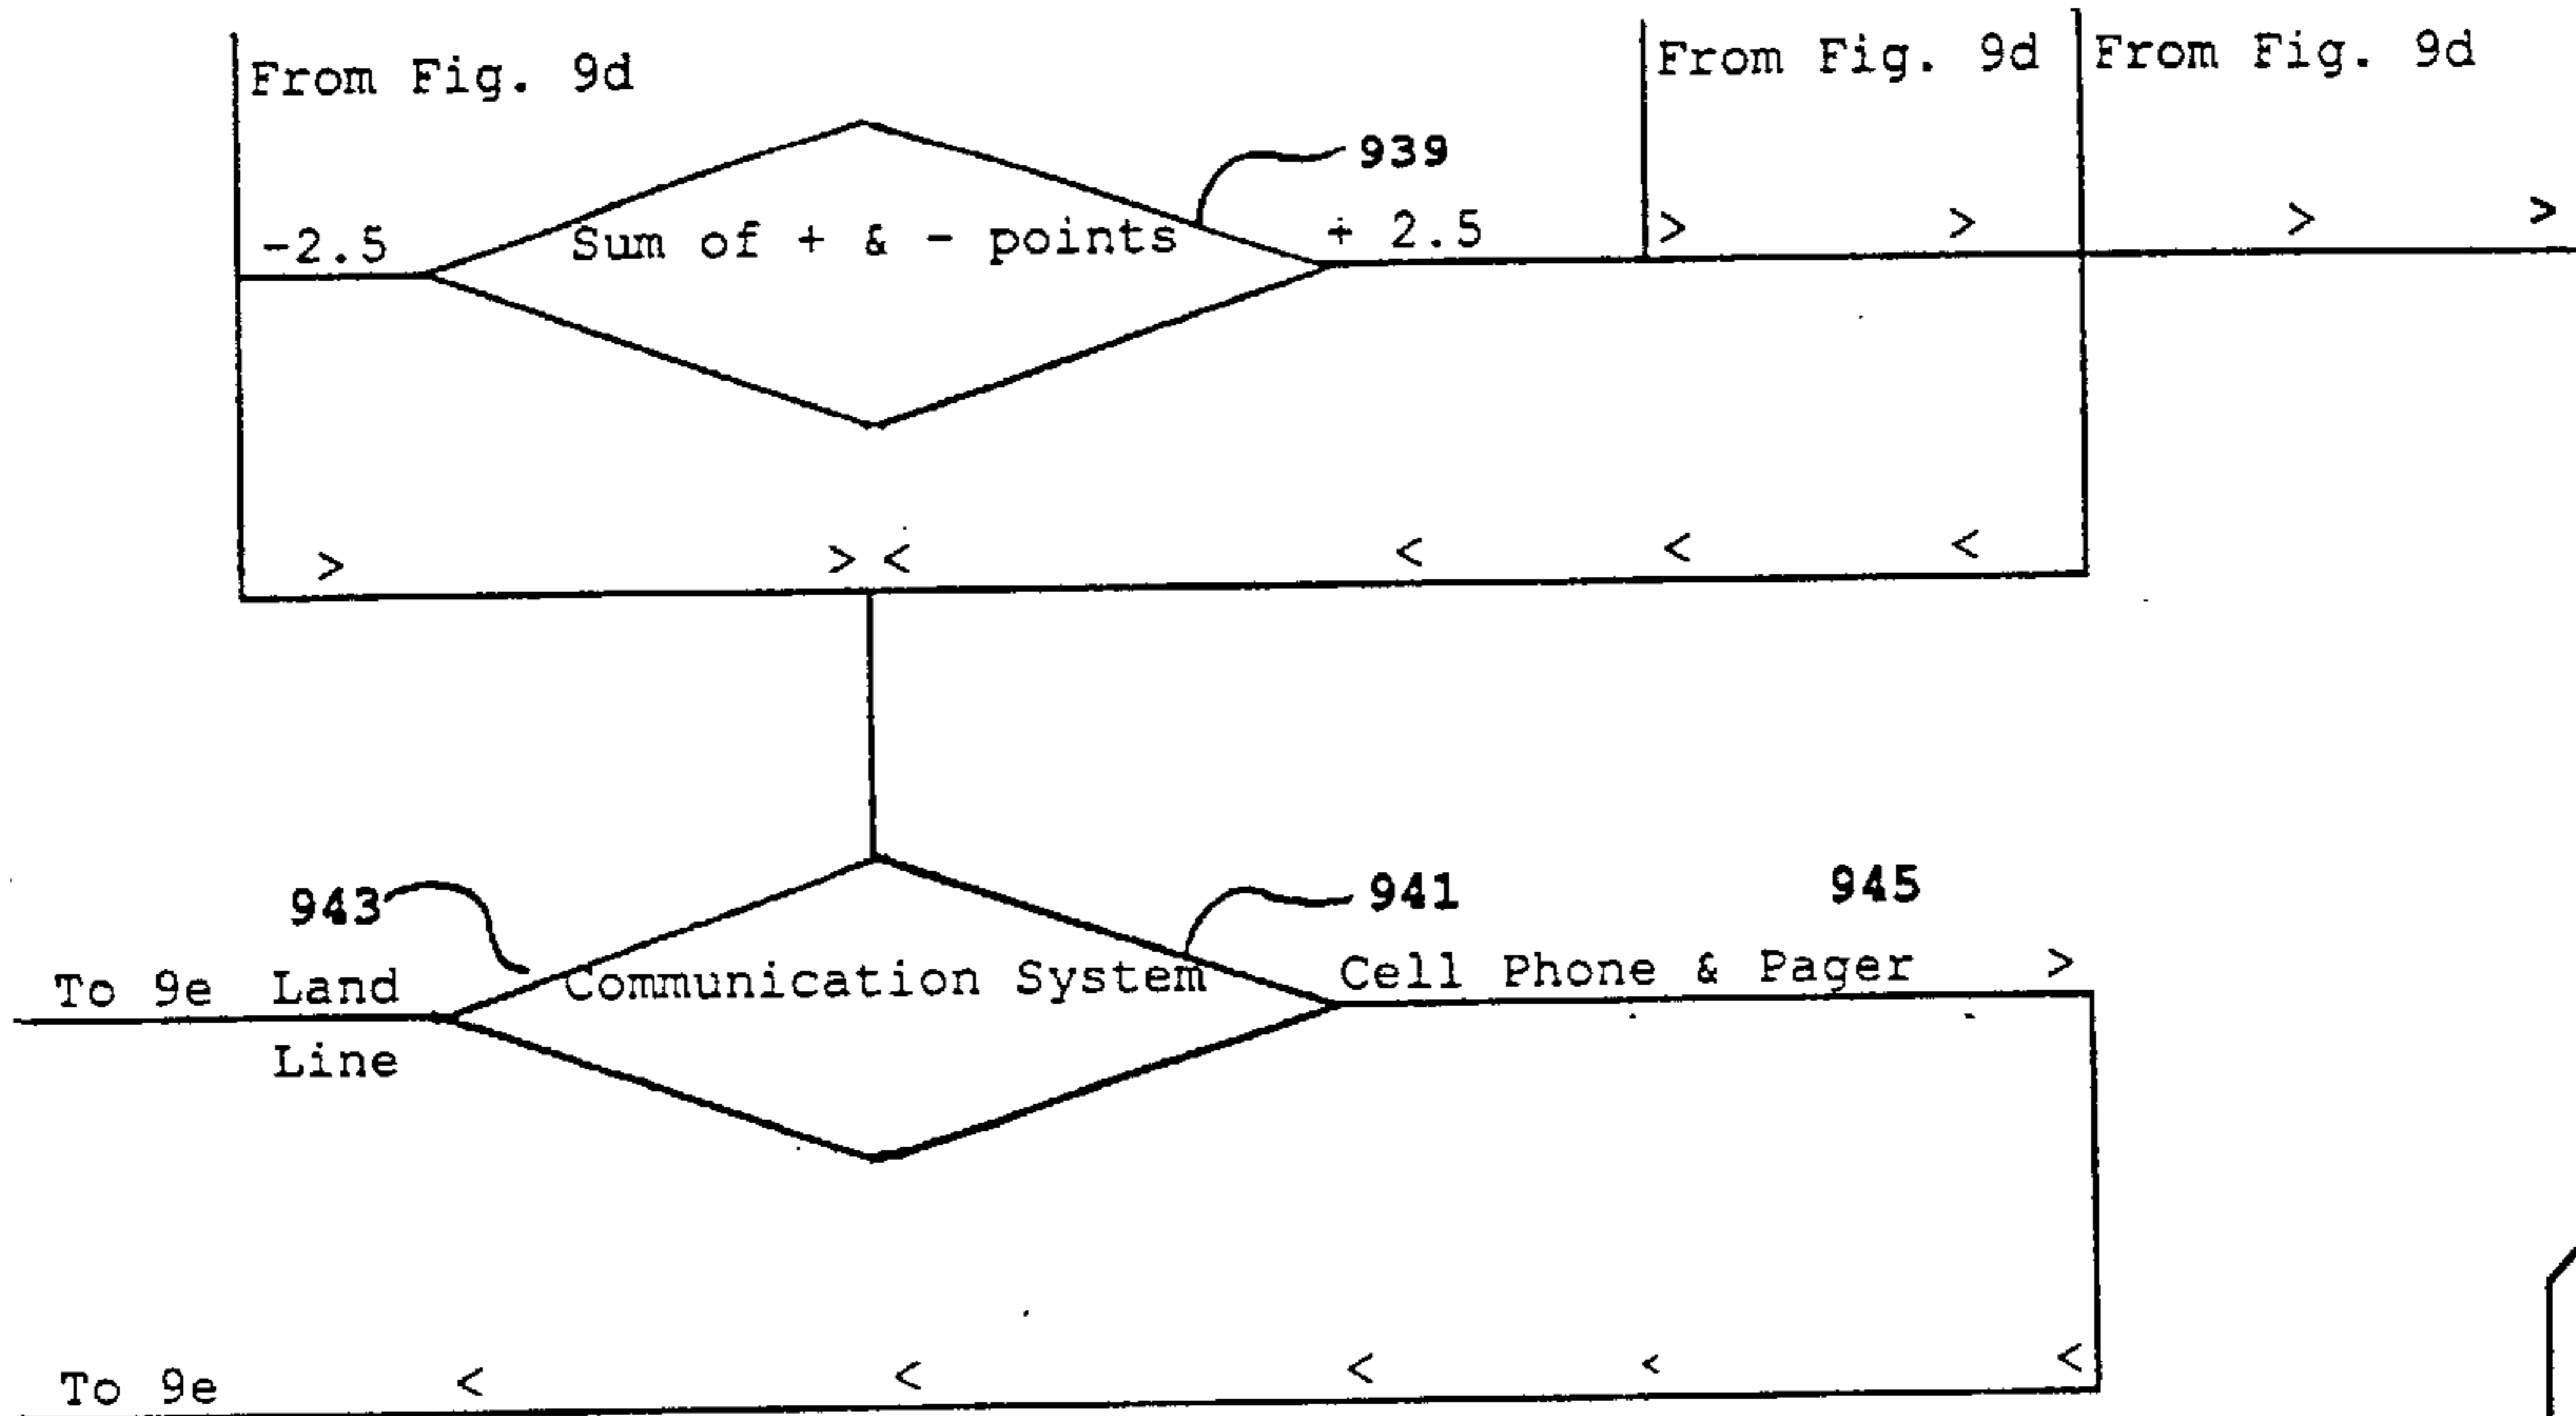 From Fig. 9d From Fig. 9d From Fig. 9d
939
-2.5 Sum of + & - points + 2.5 > > > >
> > < < < <
943 941 945
To 9e Land Communication System Cell Phone & Pager >
Line
To 9e < < < < <